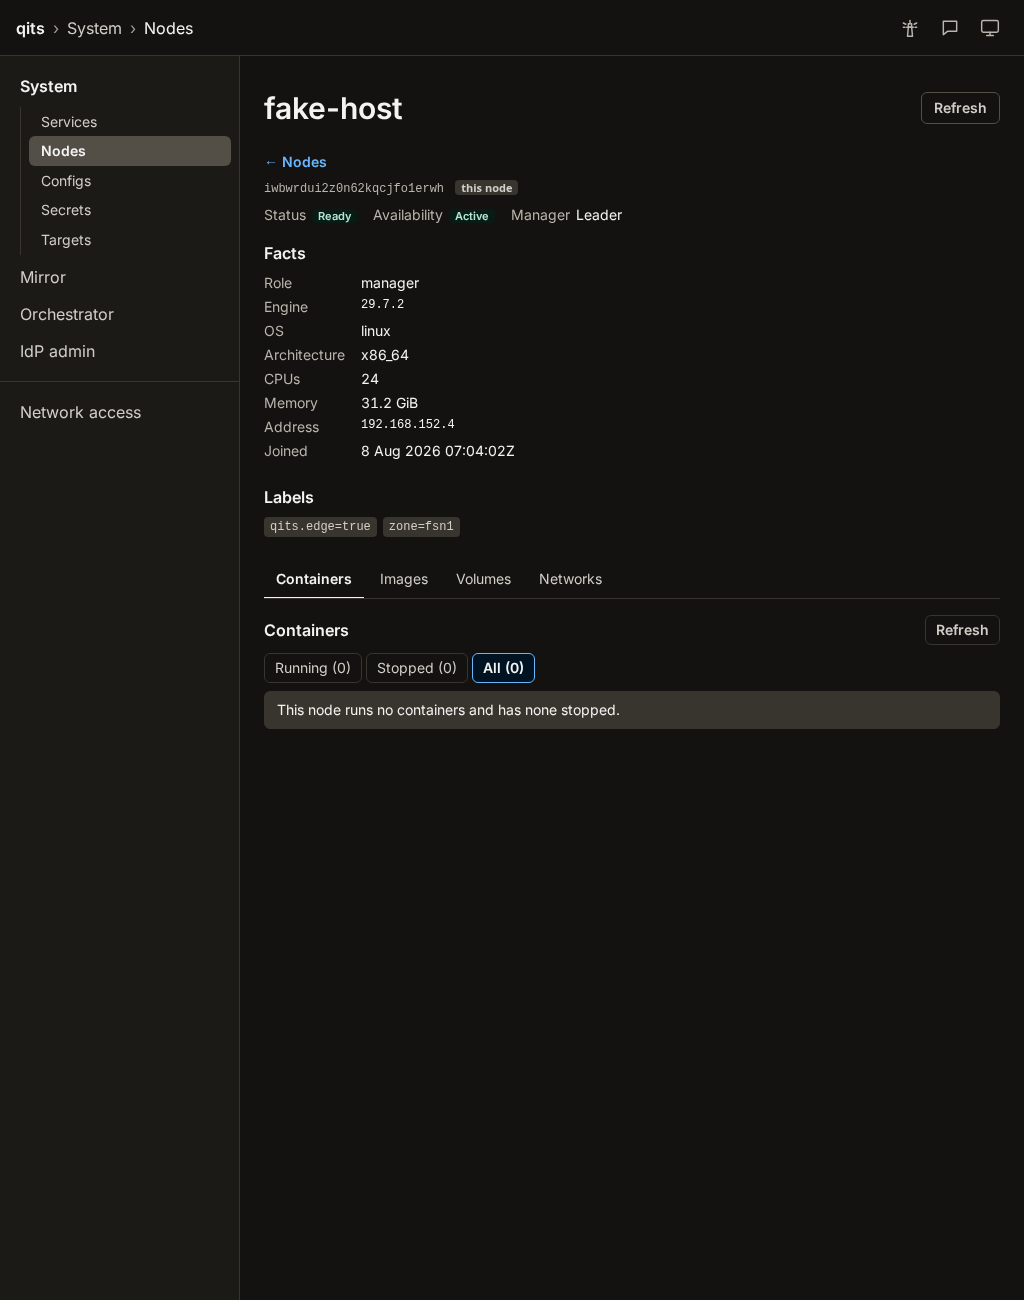 qits › System › Nodes
System
Services
Nodes
Configs
Secrets
Targets
Mirror
Orchestrator
IdP admin
Network access
fake-host
Refresh
← Nodes
iwbwrdui2z0n62kqcjfo1erwh this node
Status Ready Availability Active Manager Leader
Facts
Role manager
Engine 29.7.2
OS linux
Architecture x86_64
CPUs 24
Memory 31.2 GiB
Address 192.168.152.4
Joined 8 Aug 2026 07:04:02Z
Labels
qits.edge=true zone=fsn1
Containers Images Volumes Networks
Containers
Refresh
Running (0) Stopped (0) All (0)
This node runs no containers and has none stopped.